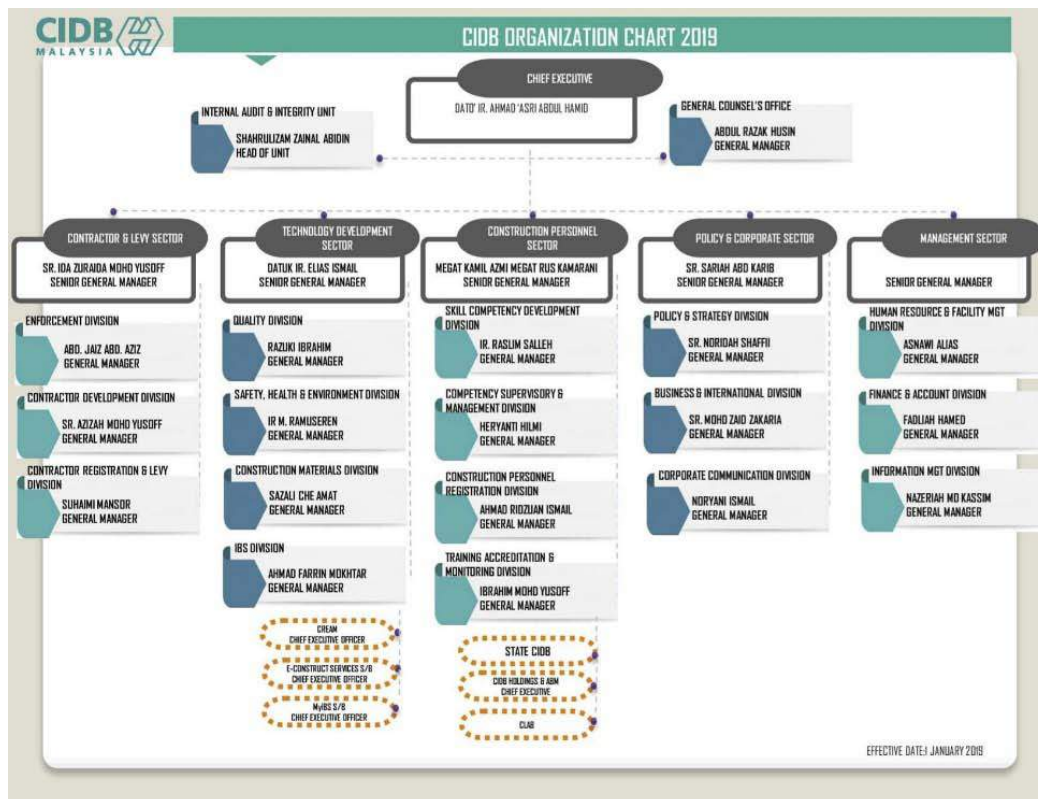 CIDB
MALAYSIA
CIDB ORGANIZATION CHART 2019
CHIEF EXECUTIVE
DATO' IR. AHMAD 'ASRI ABDUL HAMID
INTERNAL AUDIT & INTEGRITY UNIT
SHAHRULIZAM ZAINAL ABIDIN
HEAD OF UNIT
GENERAL COUNSEL'S OFFICE
ABDUL RAZAK HUSIN
GENERAL MANAGER
CONTRACTOR & LEVY SECTOR
SR. IDA ZURAIDA MOHD YUSOFF
SENIOR GENERAL MANAGER
ENFORCEMENT DIVISION
ABD. JAIZ ABD. AZIZ
GENERAL MANAGER
CONTRACTOR DEVELOPMENT DIVISION
SR. AZIZAH MOHD YUSOFF
GENERAL MANAGER
CONTRACTOR REGISTRATION & LEVY
DIVISION
SUHAIMI MANSOR
GENERAL MANAGER
TECHNOLOGY DEVELOPMENT
SECTOR
DATUK IR. ELIAS ISMAIL
SENIOR GENERAL MANAGER
QUALITY DIVISION
RAZUKI IBRAHIM
GENERAL MANAGER
SAFETY, HEALTH & ENVIRONMENT DIVISION
IR M. RAMUSEREN
GENERAL MANAGER
CONSTRUCTION MATERIALS DIVISION
SAZALI CHE AMAT
GENERAL MANAGER
IBS DIVISION
AHMAD FARRIN MOKHTAR
GENERAL MANAGER
CREAM
CHIEF EXECUTIVE OFFICER
E-CONSTRUCT SERVICES S/B
CHIEF EXECUTIVE OFFICER
MyIBS S/B
CHIEF EXECUTIVE OFFICER
CONSTRUCTION PERSONNEL
SECTOR
MEGAT KAMIL AZMI MEGAT RUS KAMARANI
SENIOR GENERAL MANAGER
SKILL COMPETENCY DEVELOPMENT
DIVISION
IR. RASLIM SALLEH
GENERAL MANAGER
COMPETENCY SUPERVISORY &
MANAGEMENT DIVISION
HERYANTI HILMI
GENERAL MANAGER
CONSTRUCTION PERSONNEL
REGISTRATION DIVISION
AHMAD RIDZUAN ISMAIL
GENERAL MANAGER
TRAINING ACCREDITATION &
MONITORING DIVISION
IBRAHIM MOHD YUSOFF
GENERAL MANAGER
STATE CIDB
CIDB HOLDINGS & ABM
CHIEF EXECUTIVE
CLAB
POLICY & CORPORATE SECTOR
SR. SARIAH ABD KARIB
SENIOR GENERAL MANAGER
POLICY & STRATEGY DIVISION
SR. NORIDAH SHAFFII
GENERAL MANAGER
BUSINESS & INTERNATIONAL DIVISION
SR. MOHD ZAID ZAKARIA
GENERAL MANAGER
CORPORATE COMMUNICATION DIVISION
NORYANI ISMAIL
GENERAL MANAGER
MANAGEMENT SECTOR
SENIOR GENERAL MANAGER
HUMAN RESOURCE & FACILITY MGT
DIVISION
ASNAWI ALIAS
GENERAL MANAGER
FINANCE & ACCOUNT DIVISION
FADLIAH HAMED
GENERAL MANAGER
INFORMATION MGT DIVISION
NAZERIAH MD KASSIM
GENERAL MANAGER
EFFECTIVE DATE:1 JANUARY 2019